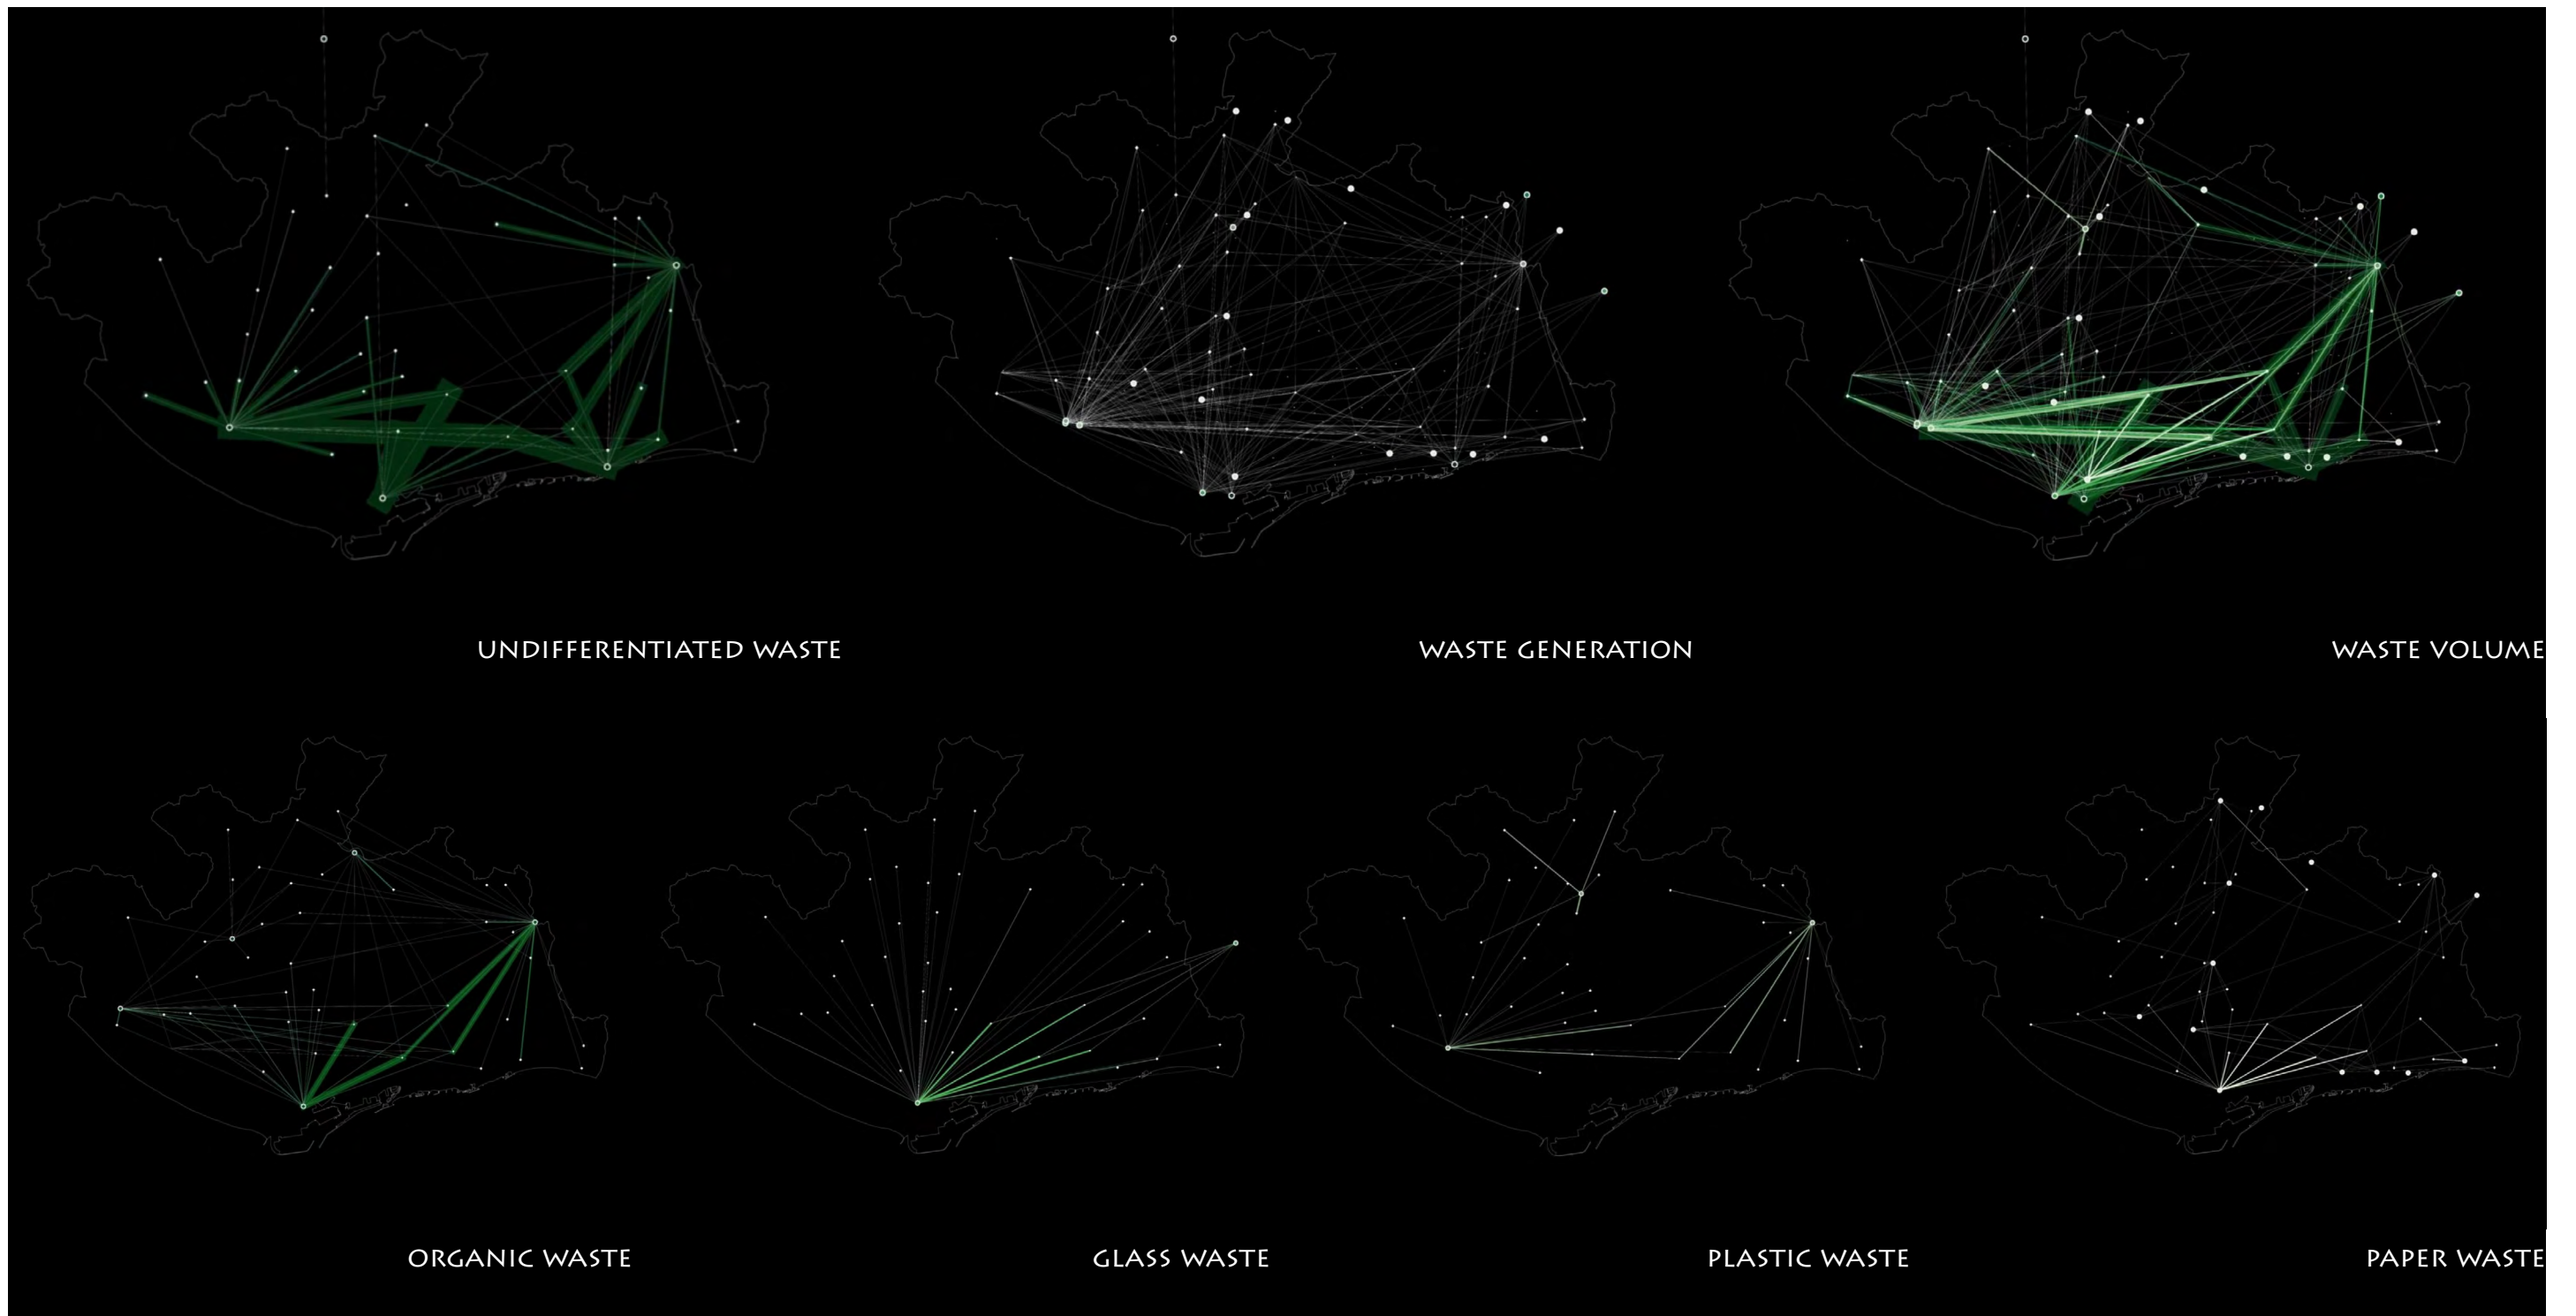 UNDIFFERENTIATED WASTE
WASTE GENERATION
WASTE VOLUME
ORGANIC WASTE
GLASS WASTE
PLASTIC WASTE
PAPER WASTE